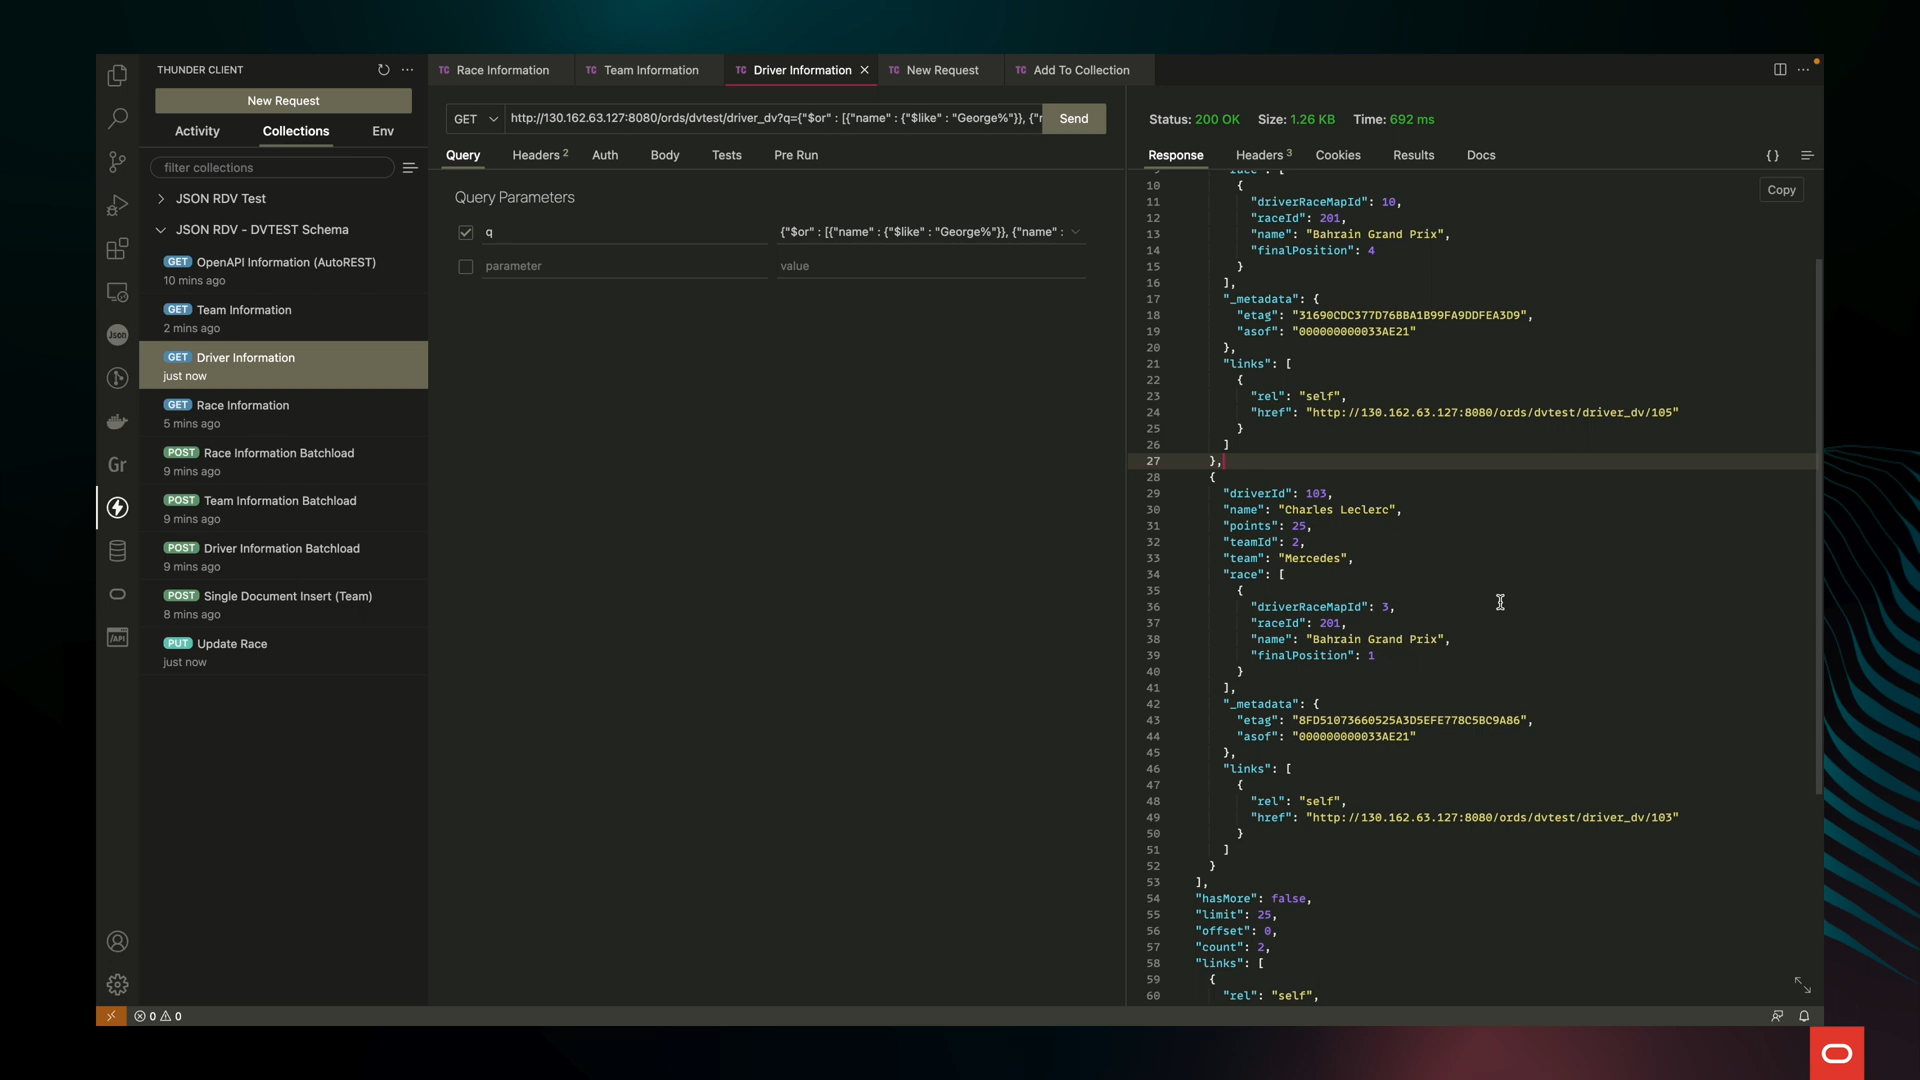 THUNDER CLIENT
New Request
Activity
Collections
Env
filter collections
JSON RDV Test
JSON RDV - DVTEST Schema
GET OpenAPI Information (AutoREST)
10 mins ago
GET Team Information
2 mins ago
GET Driver Information
just now
GET Race Information
5 mins ago
POST Race Information Batchload
9 mins ago
POST Team Information Batchload
9 mins ago
POST Driver Information Batchload
9 mins ago
POST Single Document Insert (Team)
8 mins ago
PUT Update Race
just now
Json
Gr
/API
0 0
TC Race Information
TC Team Information
TC Driver Information
TC New Request
TC Add To Collection
GET
http://130.162.63.127:8080/ords/dvtest/driver_dv?q={"$or" : [{"name" : {"$like" : "George%"}}, {"r
Send
Query
Headers 2
Auth
Body
Tests
Pre Run
Query Parameters
q
{"$or" : [{"name" : {"$like" : "George%"}}, {"name" :
parameter
value
Status: 200 OK
Size: 1.26 KB
Time: 692 ms
Response
Headers 3
Cookies
Results
Docs
{ }
Copy
10 {
11 "driverRaceMapId": 10,
12 "raceId": 201,
13 "name": "Bahrain Grand Prix",
14 "finalPosition": 4
15 }
16 ],
17 "_metadata": {
18 "etag": "31690CDC377D76BBA1B99FA9DDFEA3D9",
19 "asof": "000000000033AE21"
20 },
21 "links": [
22 {
23 "rel": "self",
24 "href": "http://130.162.63.127:8080/ords/dvtest/driver_dv/105"
25 }
26 ]
27 },
28 {
29 "driverId": 103,
30 "name": "Charles Leclerc",
31 "points": 25,
32 "teamId": 2,
33 "team": "Mercedes",
34 "race": [
35 {
36 "driverRaceMapId": 3,
37 "raceId": 201,
38 "name": "Bahrain Grand Prix",
39 "finalPosition": 1
40 }
41 ],
42 "_metadata": {
43 "etag": "8FD51073660525A3D5EFE778C5BC9A86",
44 "asof": "000000000033AE21"
45 },
46 "links": [
47 {
48 "rel": "self",
49 "href": "http://130.162.63.127:8080/ords/dvtest/driver_dv/103"
50 }
51 ]
52 }
53 ],
54 "hasMore": false,
55 "limit": 25,
56 "offset": 0,
57 "count": 2,
58 "links": [
59 {
60 "rel": "self",